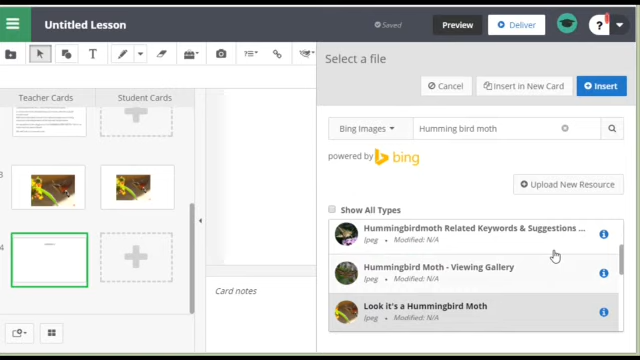 Untitled Lesson
Saved
Preview
Deliver
?
T
Select a file
Cancel
Insert in New Card
Insert
Teacher Cards
Student Cards
Bing Images
Humming bird moth
powered by bing
Upload New Resource
Show All Types
3
4
Hummingbirdmoth Related Keywords & Suggestions ...
Jpeg • Modified: N/A
Hummingbird Moth - Viewing Gallery
Jpeg • Modified: N/A
Look it's a Hummingbird Moth
Jpeg • Modified: N/A
Card notes